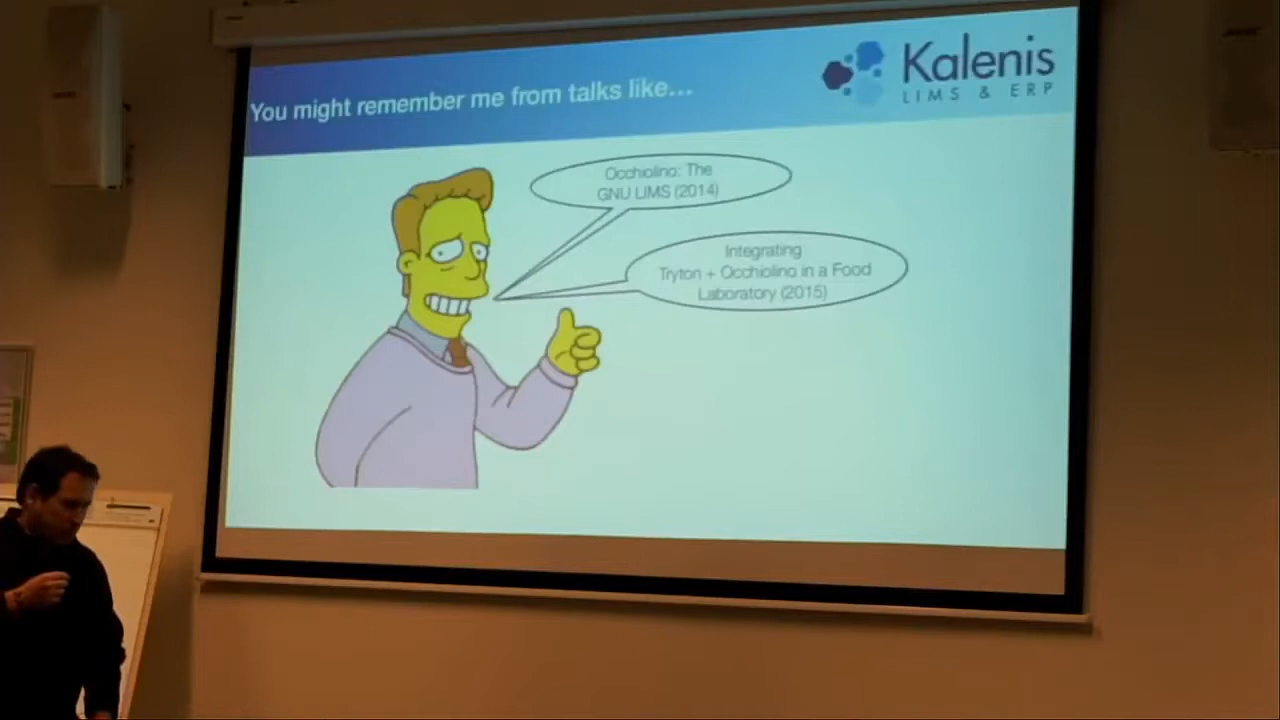 You might remember me from talks like...
Kalenis
LIMS & ERP
Occhiolino: The
GNU LIMS (2014)
Integrating
Tryton + Occhiolino in a Food
Laboratory (2015)